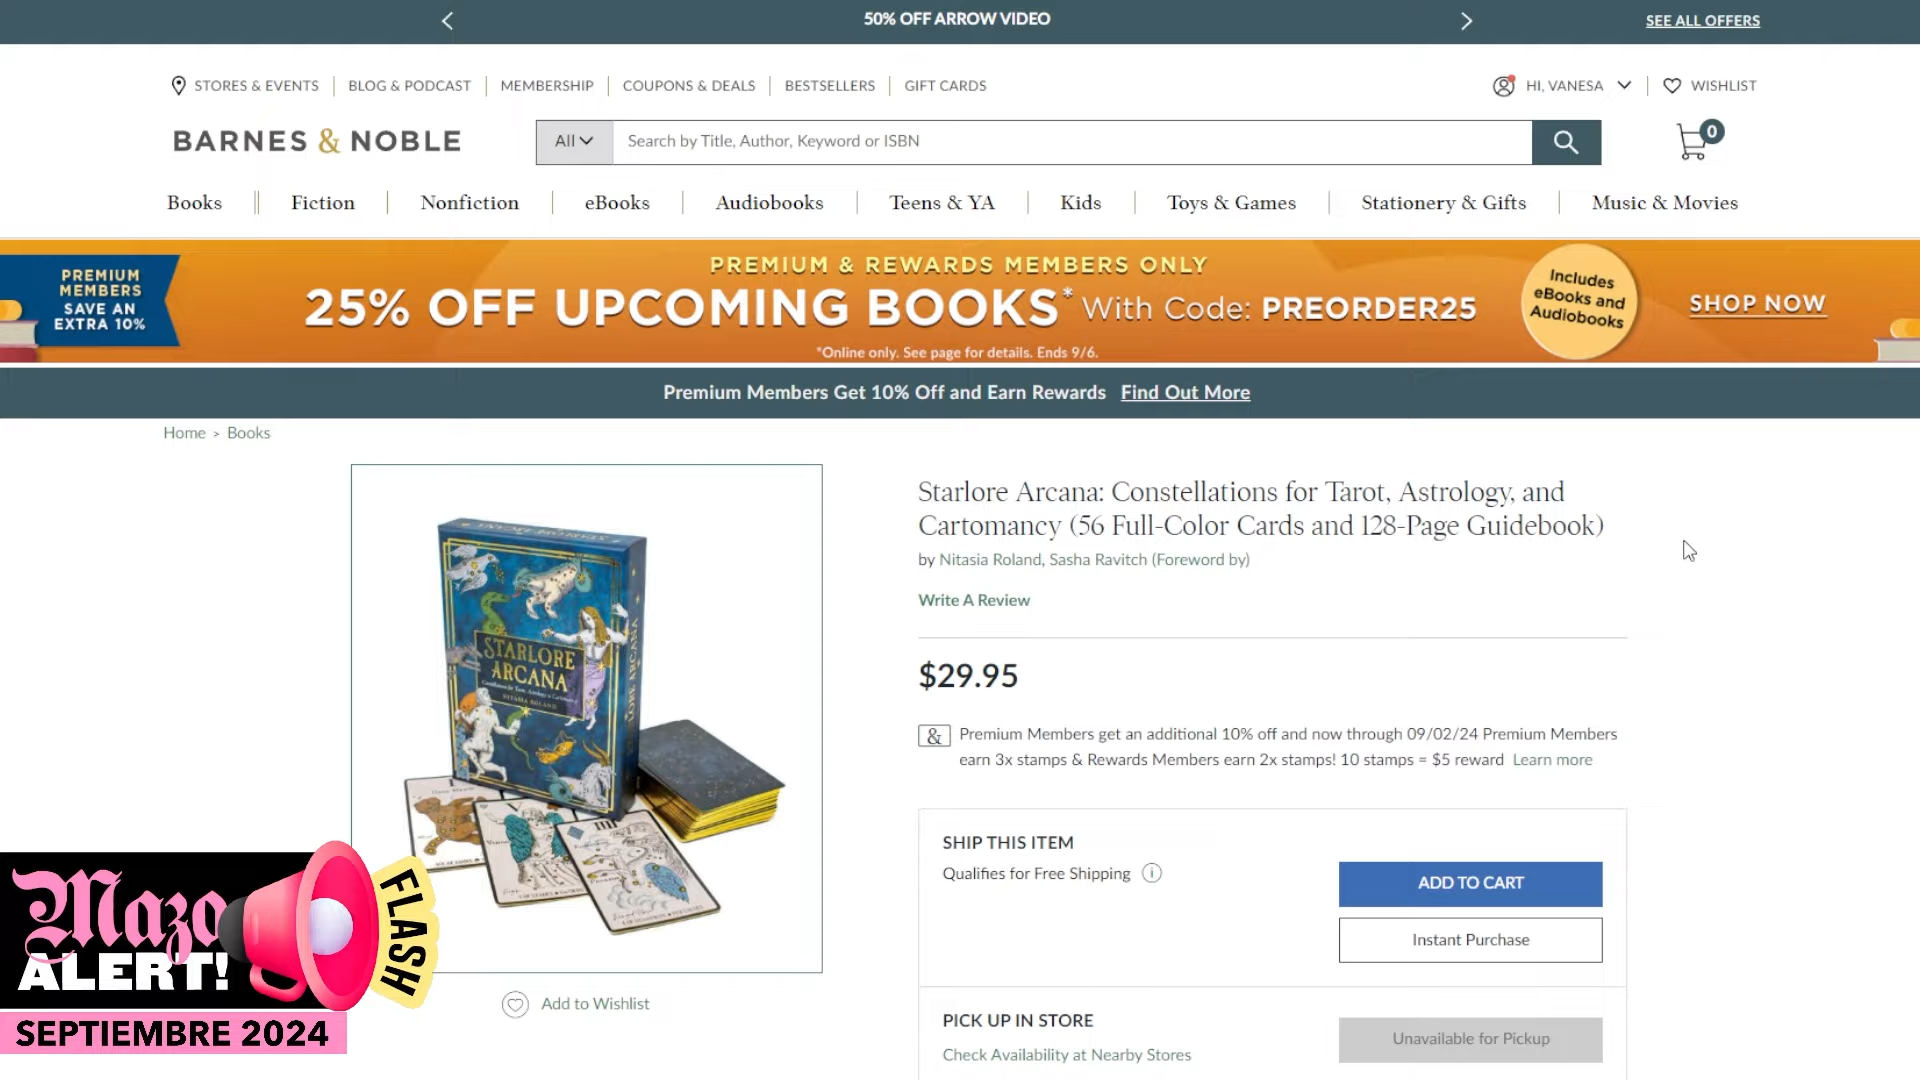 50% OFF ARROW VIDEO
SEE ALL OFFERS
STORES & EVENTS
BLOG & PODCAST
MEMBERSHIP
COUPONS & DEALS
BESTSELLERS
GIFT CARDS
HI, VANESA
WISHLIST
BARNES & NOBLE
All
Search by Title, Author, Keyword or ISBN
0
Books
Fiction
Nonfiction
eBooks
Audiobooks
Teens & YA
Kids
Toys & Games
Stationery & Gifts
Music & Movies
PREMIUM
MEMBERS
SAVE AN
EXTRA 10%
PREMIUM & REWARDS MEMBERS ONLY
25% OFF UPCOMING BOOKS* With Code: PREORDER25
*Online only. See page for details. Ends 9/6.
Includes
eBooks and
Audiobooks
SHOP NOW
Premium Members Get 10% Off and Earn Rewards Find Out More
Home > Books
STARLORE
ARCANA
Constellations for Tarot, Astrology & Cartomancy
NITASIA ROLAND
Add to Wishlist
Starlore Arcana: Constellations for Tarot, Astrology, and
Cartomancy (56 Full-Color Cards and 128-Page Guidebook)
by Nitasia Roland, Sasha Ravitch (Foreword by)
Write A Review
$29.95
& Premium Members get an additional 10% off and now through 09/02/24 Premium Members
earn 3x stamps & Rewards Members earn 2x stamps! 10 stamps = $5 reward Learn more
SHIP THIS ITEM
Qualifies for Free Shipping
ADD TO CART
Instant Purchase
PICK UP IN STORE
Check Availability at Nearby Stores
Unavailable for Pickup
Mazo
ALERT!
FLASH
SEPTIEMBRE 2024